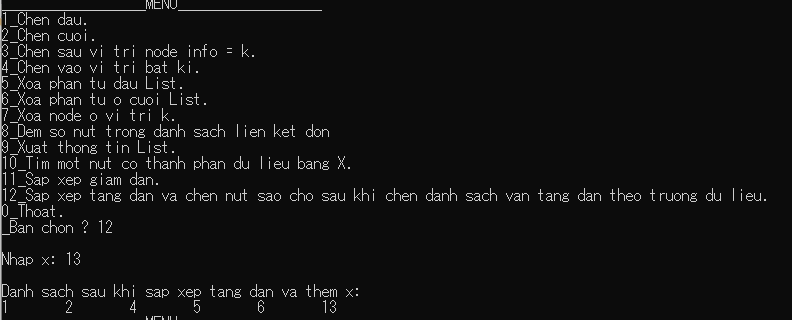 ________________MENU________________
1_Chen dau.
2_Chen cuoi.
3_Chen sau vi tri node info = k.
4_Chen vao vi tri bat ki.
5_Xoa phan tu dau List.
6_Xoa phan tu o cuoi List.
7_Xoa node o vi tri k.
8_Dem so nut trong danh sach lien ket don
9_Xuat thong tin List.
10_Tim mot nut co thanh phan du lieu bang X.
11_Sap xep giam dan.
12_Sap xep tang dan va chen nut sao cho sau khi chen danh sach van tang dan theo truong du lieu.
0_Thoat.
_Ban chon ? 12
Nhap x: 13
Danh sach sau khi sap xep tang dan va them x:
1 2 4 5 6 13
MENU